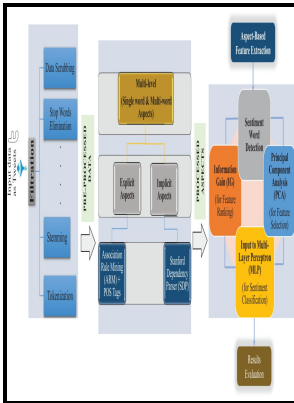 Input data
as Tweets
Filtration
Data Scrubbing
Stop Words
Elimination
Stemming
Tokenization
PRE-PROCESSED
DATA
Multi-level
(Single word & Multi-word
Aspects)
Explicit
Aspects
Implicit
Aspects
Association
Rule Mining
(ARM) +
POS Tags
Stanford
Dependency
Parser (SDP)
PROCESSED
ASPECTS
Aspect-Based
Feature Extraction
Sentiment
Word
Detection
Information
Gain (IG)
(for Feature
Ranking)
Principal
Component
Analysis
(PCA)
(for Feature
Selection)
Input to Multi-
Layer Perceptron
(MLP)
(for Sentiment
Classification)
Results
Evaluation